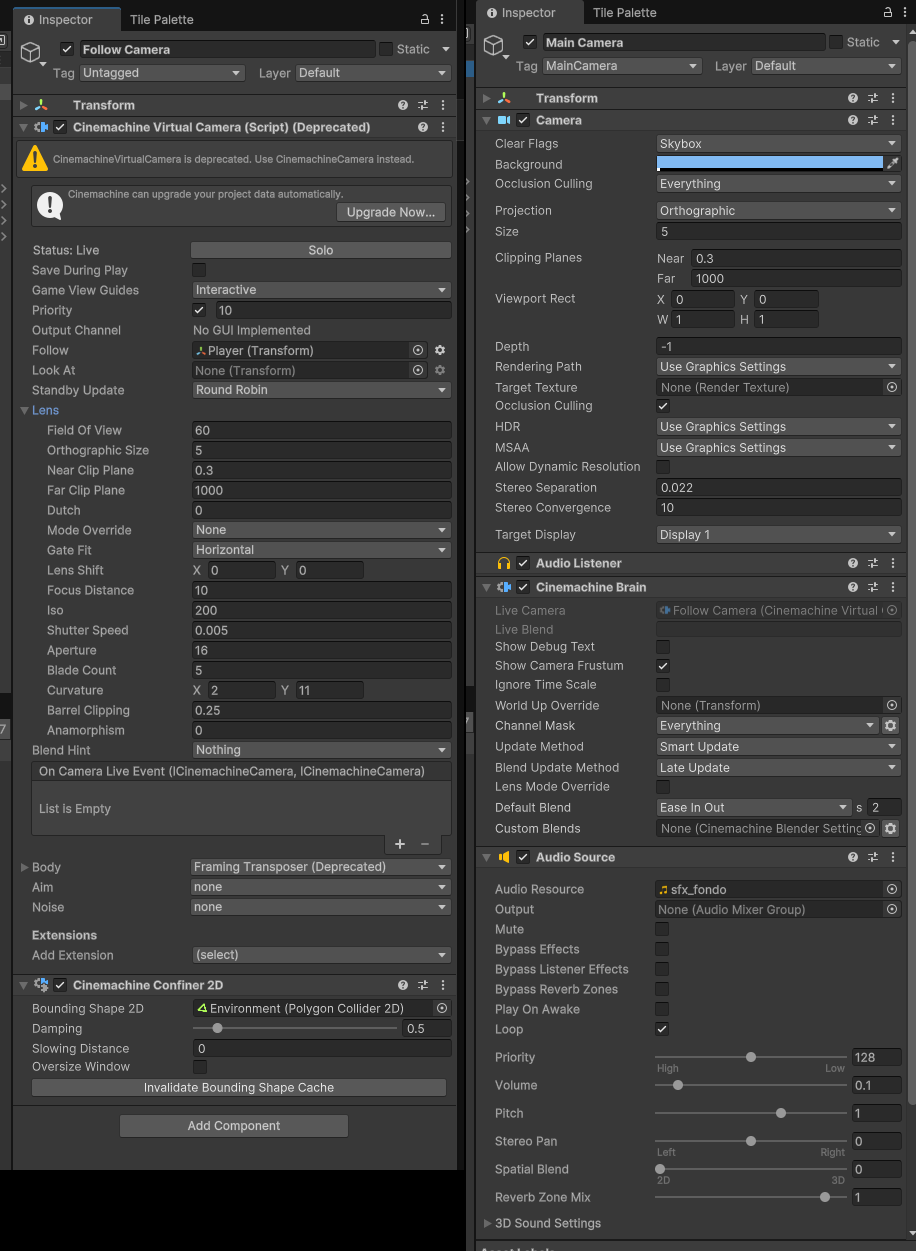 Inspector
Tile Palette
Follow Camera
Static
Tag
Untagged
Layer
Default
Transform
Cinemachine Virtual Camera (Script) (Deprecated)
CinemachineVirtualCamera is deprecated. Use CinemachineCamera instead.
Cinemachine can upgrade your project data automatically.
Upgrade Now...
Status: Live
Solo
Save During Play
Game View Guides
Interactive
Priority
10
Output Channel
No GUI Implemented
Follow
Player (Transform)
Look At
None (Transform)
Standby Update
Round Robin
Lens
Field Of View
60
Orthographic Size
5
Near Clip Plane
0.3
Far Clip Plane
1000
Dutch
0
Mode Override
None
Gate Fit
Horizontal
Lens Shift
X 0
Y 0
Focus Distance
10
Iso
200
Shutter Speed
0.005
Aperture
16
Blade Count
5
Curvature
X 2
Y 11
Barrel Clipping
0.25
Anamorphism
0
Blend Hint
Nothing
On Camera Live Event (ICinemachineCamera, ICinemachineCamera)
List is Empty
+ −
Body
Framing Transposer (Deprecated)
Aim
none
Noise
none
Extensions
Add Extension
(select)
Cinemachine Confiner 2D
Bounding Shape 2D
Environment (Polygon Collider 2D)
Damping
0.5
Slowing Distance
0
Oversize Window
Invalidate Bounding Shape Cache
Add Component
Inspector
Tile Palette
Main Camera
Static
Tag
MainCamera
Layer
Default
Transform
Camera
Clear Flags
Skybox
Background
Occlusion Culling
Everything
Projection
Orthographic
Size
5
Clipping Planes
Near 0.3
Far 1000
Viewport Rect
X 0
Y 0
W 1
H 1
Depth
-1
Rendering Path
Use Graphics Settings
Target Texture
None (Render Texture)
Occlusion Culling
HDR
Use Graphics Settings
MSAA
Use Graphics Settings
Allow Dynamic Resolution
Stereo Separation
0.022
Stereo Convergence
10
Target Display
Display 1
Audio Listener
Cinemachine Brain
Live Camera
Follow Camera (Cinemachine Virtual
Live Blend
Show Debug Text
Show Camera Frustum
Ignore Time Scale
World Up Override
None (Transform)
Channel Mask
Everything
Update Method
Smart Update
Blend Update Method
Late Update
Lens Mode Override
Default Blend
Ease In Out
s 2
Custom Blends
None (Cinemachine Blender Setting
Audio Source
Audio Resource
sfx_fondo
Output
None (Audio Mixer Group)
Mute
Bypass Effects
Bypass Listener Effects
Bypass Reverb Zones
Play On Awake
Loop
Priority
128
High
Low
Volume
0.1
Pitch
1
Stereo Pan
0
Left
Right
Spatial Blend
0
2D
3D
Reverb Zone Mix
1
3D Sound Settings